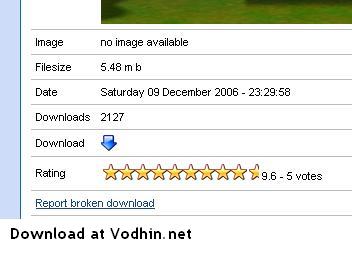 Image no image available
Filesize 5.48 m b
Date Saturday 09 December 2006 - 23:29:58
Downloads 2127
Download
Rating 9.6 - 5 votes
Report broken download
Download at Vodhin.net